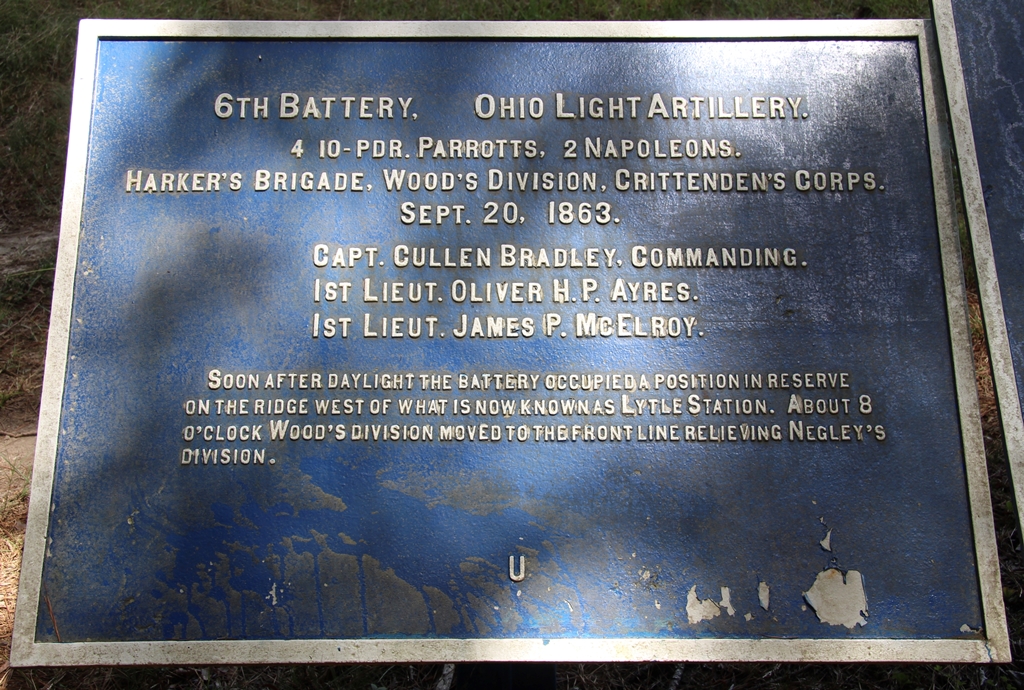 6TH BATTERY, OHIO LIGHT ARTILLERY.
4 10-PDR. PARROTTS, 2 NAPOLEONS.
HARKER'S BRIGADE, WOOD'S DIVISION, CRITTENDEN'S CORPS.
SEPT. 20, 1863.
CAPT. CULLEN BRADLEY, COMMANDING.
1ST LIEUT. OLIVER H.P. AYRES.
1ST LIEUT. JAMES P. MCELROY.
SOON AFTER DAYLIGHT THE BATTERY OCCUPIED A POSITION IN RESERVE
ON THE RIDGE WEST OF WHAT IS NOW KNOWN AS LYTLE STATION. ABOUT 8
O'CLOCK WOOD'S DIVISION MOVED TO THE FRONT LINE RELIEVING NEGLEY'S
DIVISION.
U